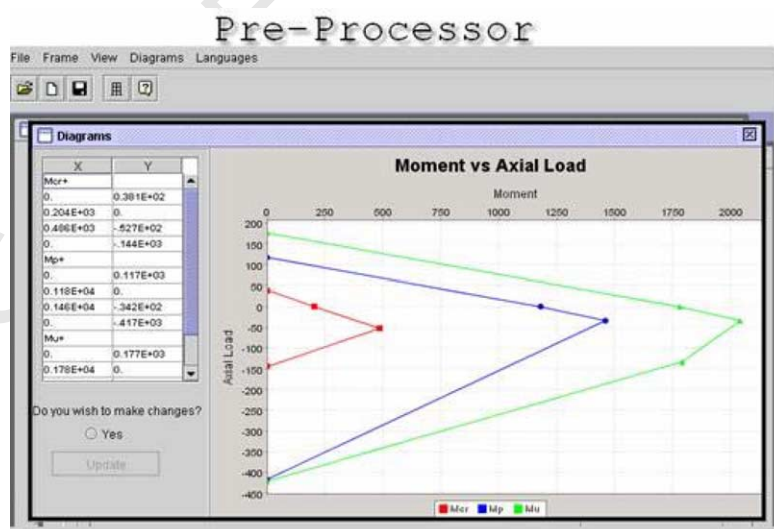 Pre-Processor
File Frame View Diagrams Languages
Diagrams
X Y
Mcr+
0. 0.381E+02
0.204E+03 0.
0.486E+03 -.527E+02
0. -.144E+03
Mp+
0. 0.117E+03
0.118E+04 0.
0.146E+04 -.342E+02
0. -.417E+03
Mu+
0. 0.177E+03
0.178E+04 0.
Do you wish to make changes?
Yes
Update
Moment vs Axial Load
Moment
0 250 500 750 1000 1250 1500 1750 2000
200
150
100
50
0
-50
-100
-150
-200
-250
-300
-350
-400
-450
Axial Load
Mcr Mp Mu